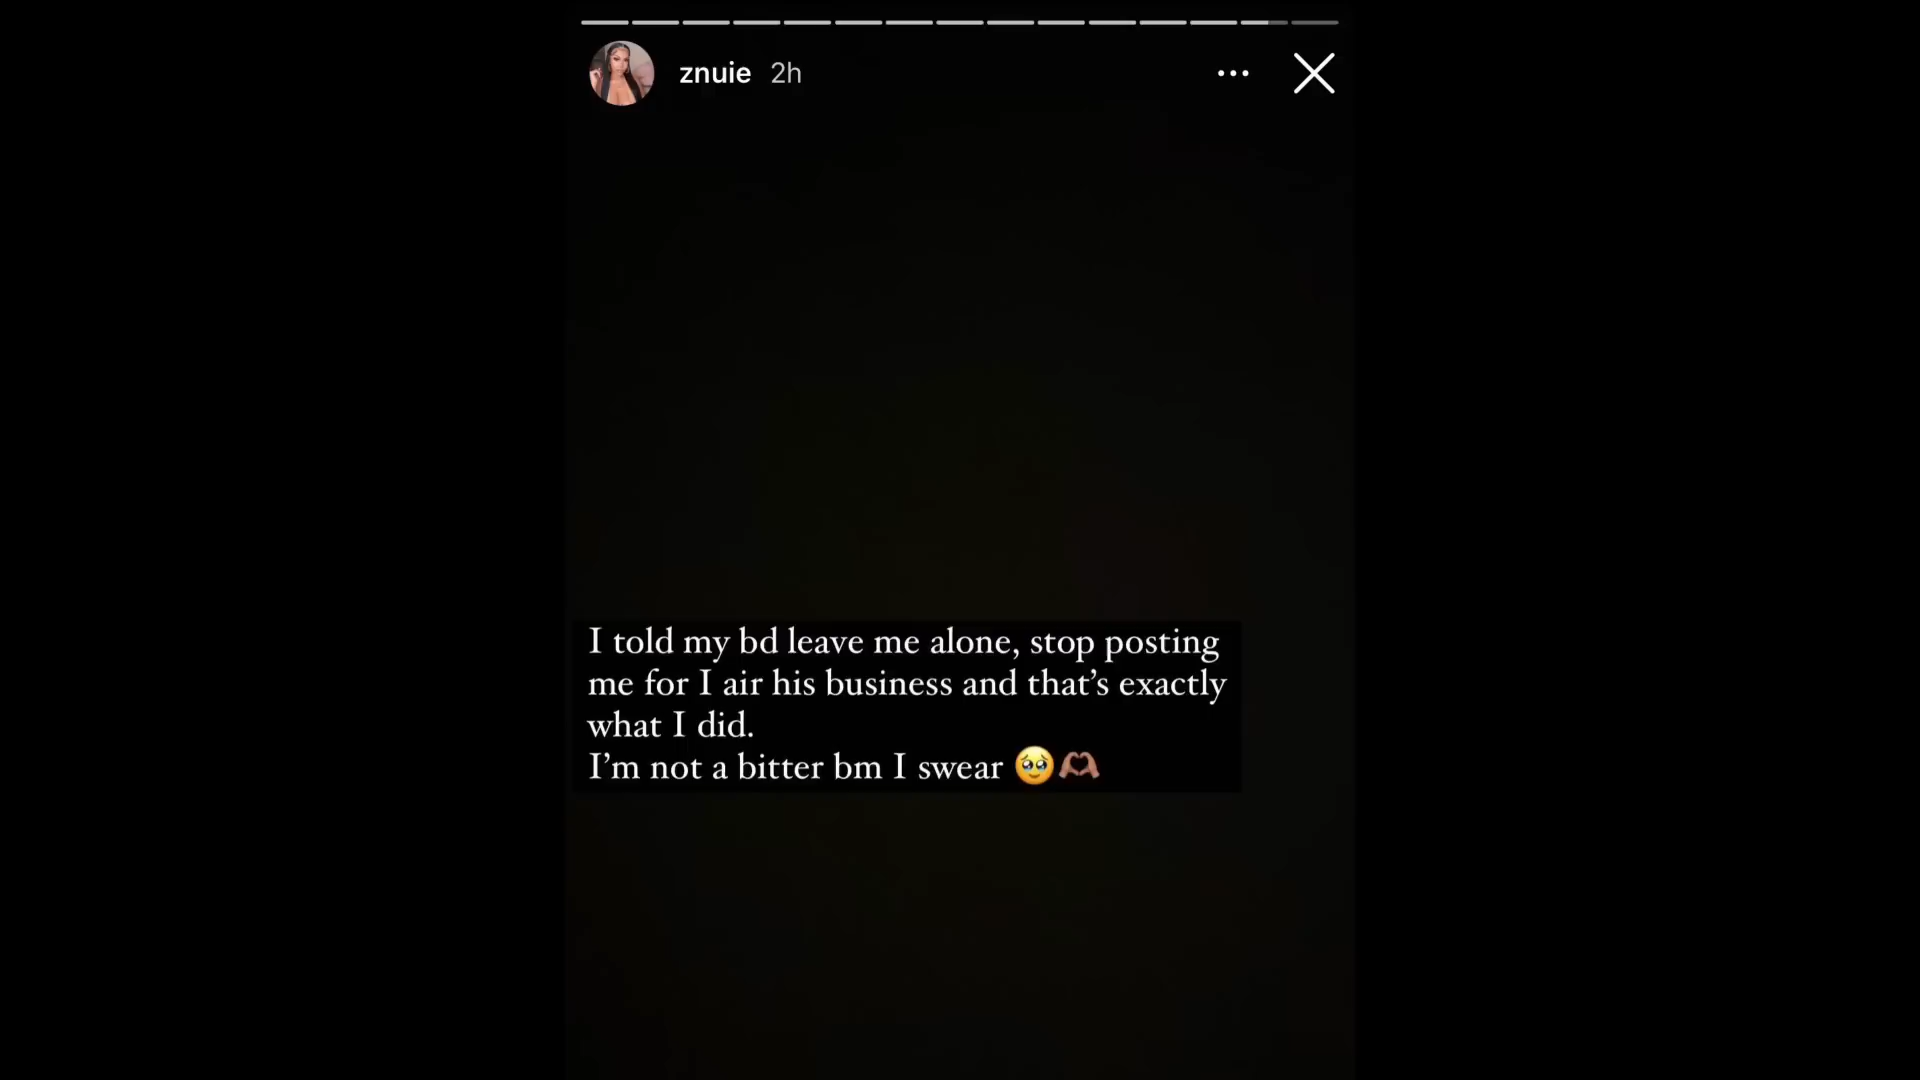 znuie 2h
I told my bd leave me alone, stop posting
me for I air his business and that's exactly
what I did.
I'm not a bitter bm I swear 🥹🫶🏽